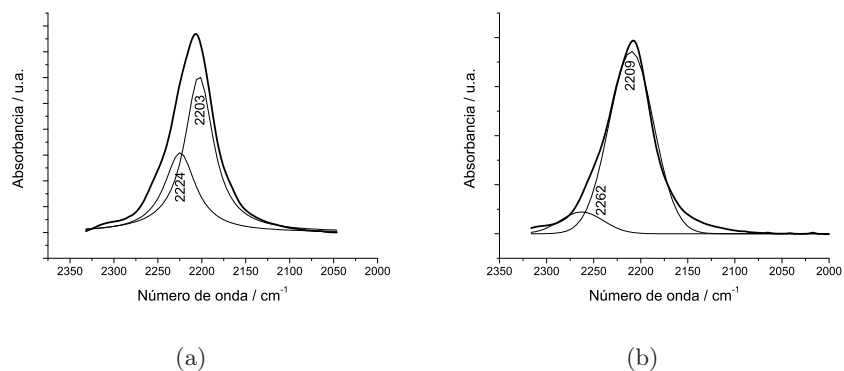 Absorbancia / u.a.
2203
2224
2350 2300 2250 2200 2150 2100 2050 2000
Número de onda / cm⁻¹
(a)
Absorbancia / u.a.
2209
2262
2350 2300 2250 2200 2150 2100 2050 2000
Número de onda / cm⁻¹
(b)